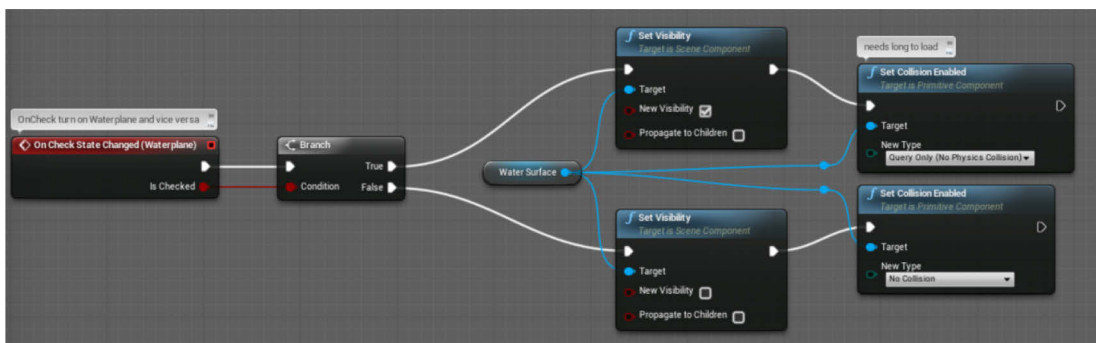 OnCheck turn on Waterplane and vice versa
On Check State Changed (Waterplane)
Is Checked
Branch
Condition
True
False
Water Surface
Set Visibility
Target is Scene Component
Target
New Visibility
Propagate to Children
Set Visibility
Target is Scene Component
Target
New Visibility
Propagate to Children
needs long to load
Set Collision Enabled
Target is Primitive Component
Target
New Type
Query Only (No Physics Collision)
Set Collision Enabled
Target is Primitive Component
Target
New Type
No Collision